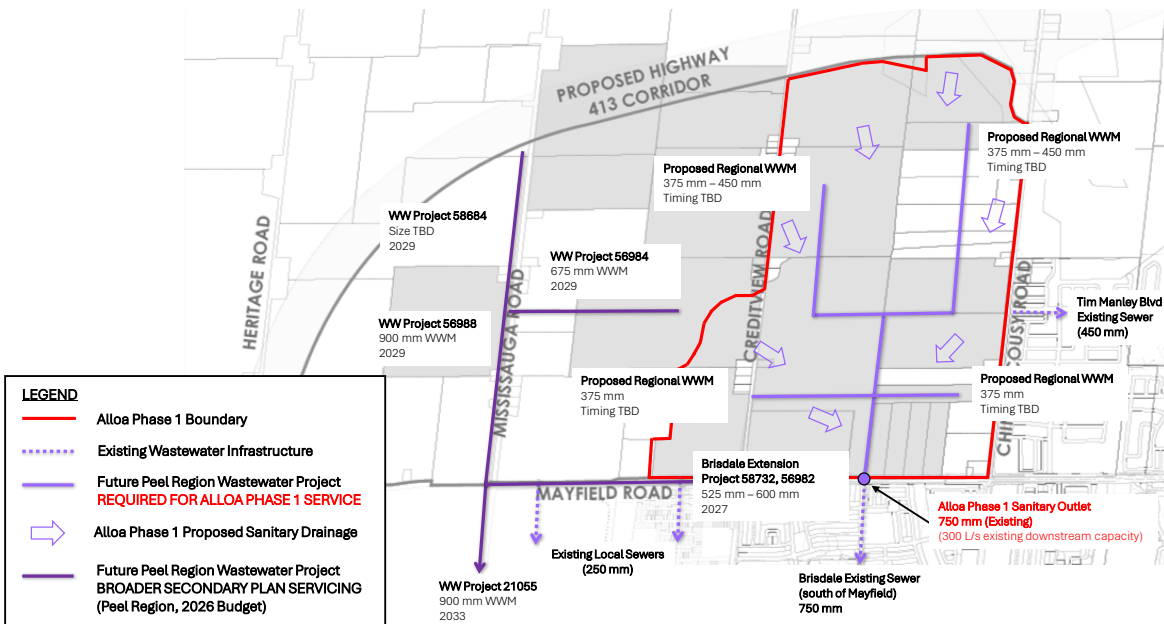 PROPOSED HIGHWAY
413 CORRIDOR
Proposed Regional WWM
375 mm – 450 mm
Timing TBD
Proposed Regional WWM
375 mm – 450 mm
Timing TBD
WW Project 58684
Size TBD
2029
HERITAGE ROAD
MISSISSAUGA ROAD
CREDITVIEW ROAD
WW Project 56984
675 mm WWM
2029
WW Project 56988
900 mm WWM
2029
Tim Manley Blvd
Existing Sewer
(450 mm)
Proposed Regional WWM
375 mm
Timing TBD
Proposed Regional WWM
375 mm
Timing TBD
LEGEND
Alloa Phase 1 Boundary
Existing Wastewater Infrastructure
Future Peel Region Wastewater Project
REQUIRED FOR ALLOA PHASE 1 SERVICE
Alloa Phase 1 Proposed Sanitary Drainage
Future Peel Region Wastewater Project
BROADER SECONDARY PLAN SERVICING
(Peel Region, 2026 Budget)
Brisdale Extension
Project 58732, 56982
525 mm – 600 mm
2027
MAYFIELD ROAD
Alloa Phase 1 Sanitary Outlet
750 mm (Existing)
(300 L/s existing downstream capacity)
Existing Local Sewers
(250 mm)
WW Project 21055
900 mm WWM
2033
Brisdale Existing Sewer
(south of Mayfield)
750 mm